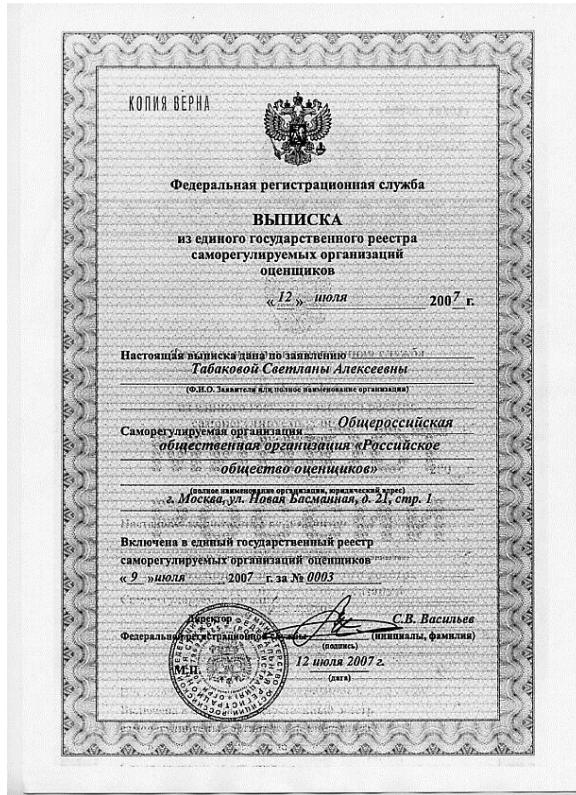 КОПИЯ ВЕРНА
Федеральная регистрационная служба
ВЫПИСКА
из единого государственного реестра
саморегулируемых организаций
оценщиков
« 12 » июля 2007 г.
Настоящая выписка дана по заявлению
Табаковой Светланы Алексеевны
(Ф.И.О. Заявителя или полное наименование организации)
Саморегулируемая организация Общероссийская
общественная организация «Российское
общество оценщиков»
(полное наименование организации, юридический адрес)
г. Москва, ул. Новая Басманная, д. 21, стр. 1
Включена в единый государственный реестр
саморегулируемых организаций оценщиков
« 9 » июля 2007 г. за № 0003
Директор С.В. Васильев
Федеральной регистрационной службы (инициалы, фамилия)
(подпись)
М.П. 12 июля 2007 г.
(дата)